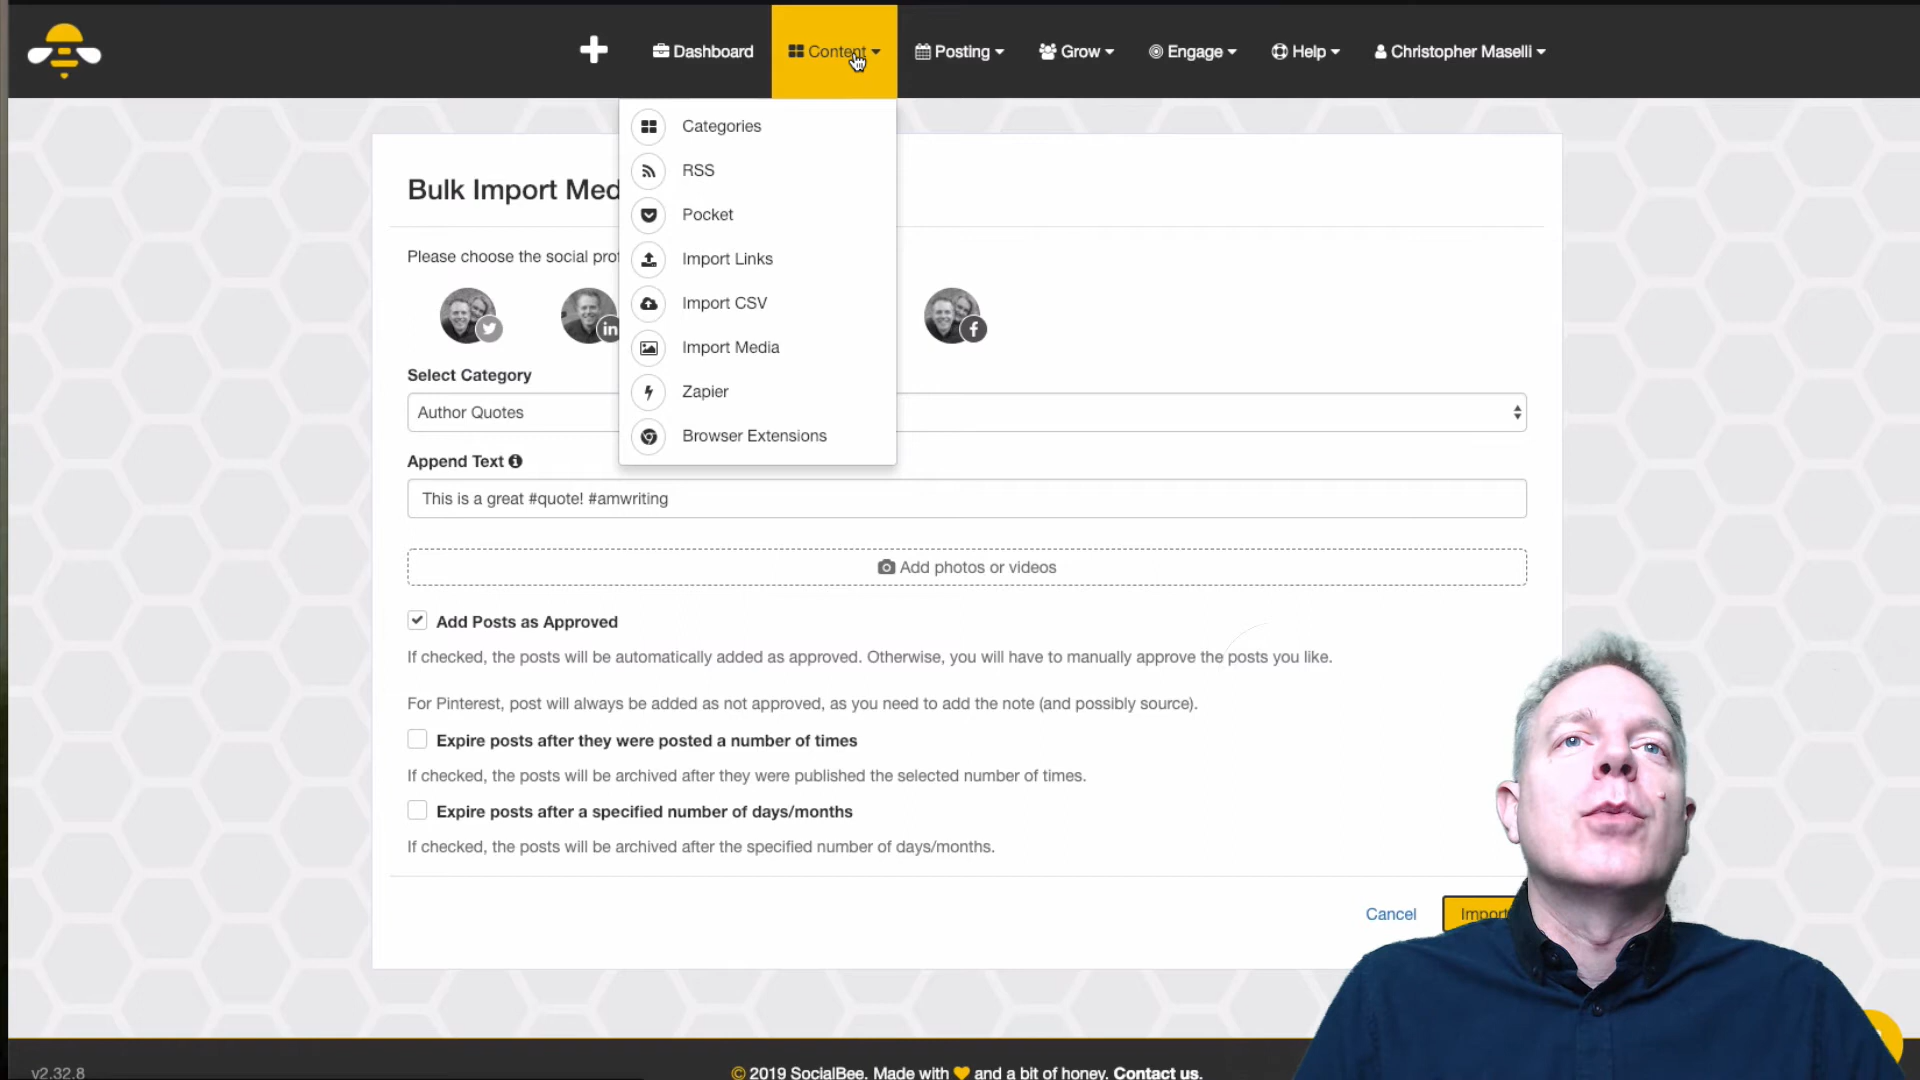 Dashboard
Content
Posting
Grow
Engage
Help
Christopher Maselli
Categories
RSS
Pocket
Import Links
Import CSV
Import Media
Zapier
Browser Extensions
Bulk Import
Please choose the social
in
f
Select Category
Author Quotes
Append Text
This is a great #quote! #amwriting
Add photos or videos
Add Posts as Approved
If checked, the posts will be automatically added as approved. Otherwise, you will have to manually approve the posts you like.
For Pinterest, post will always be added as not approved, as you need to add the note (and possibly source).
Expire posts after they were posted a number of times
If checked, the posts will be archived after they were published the selected number of times.
Expire posts after a specified number of days/months
If checked, the posts will be archived after the specified number of days/months.
Cancel
Import
v2.32.8
© 2019 SocialBee. Made with and a bit of honey. Contact us.